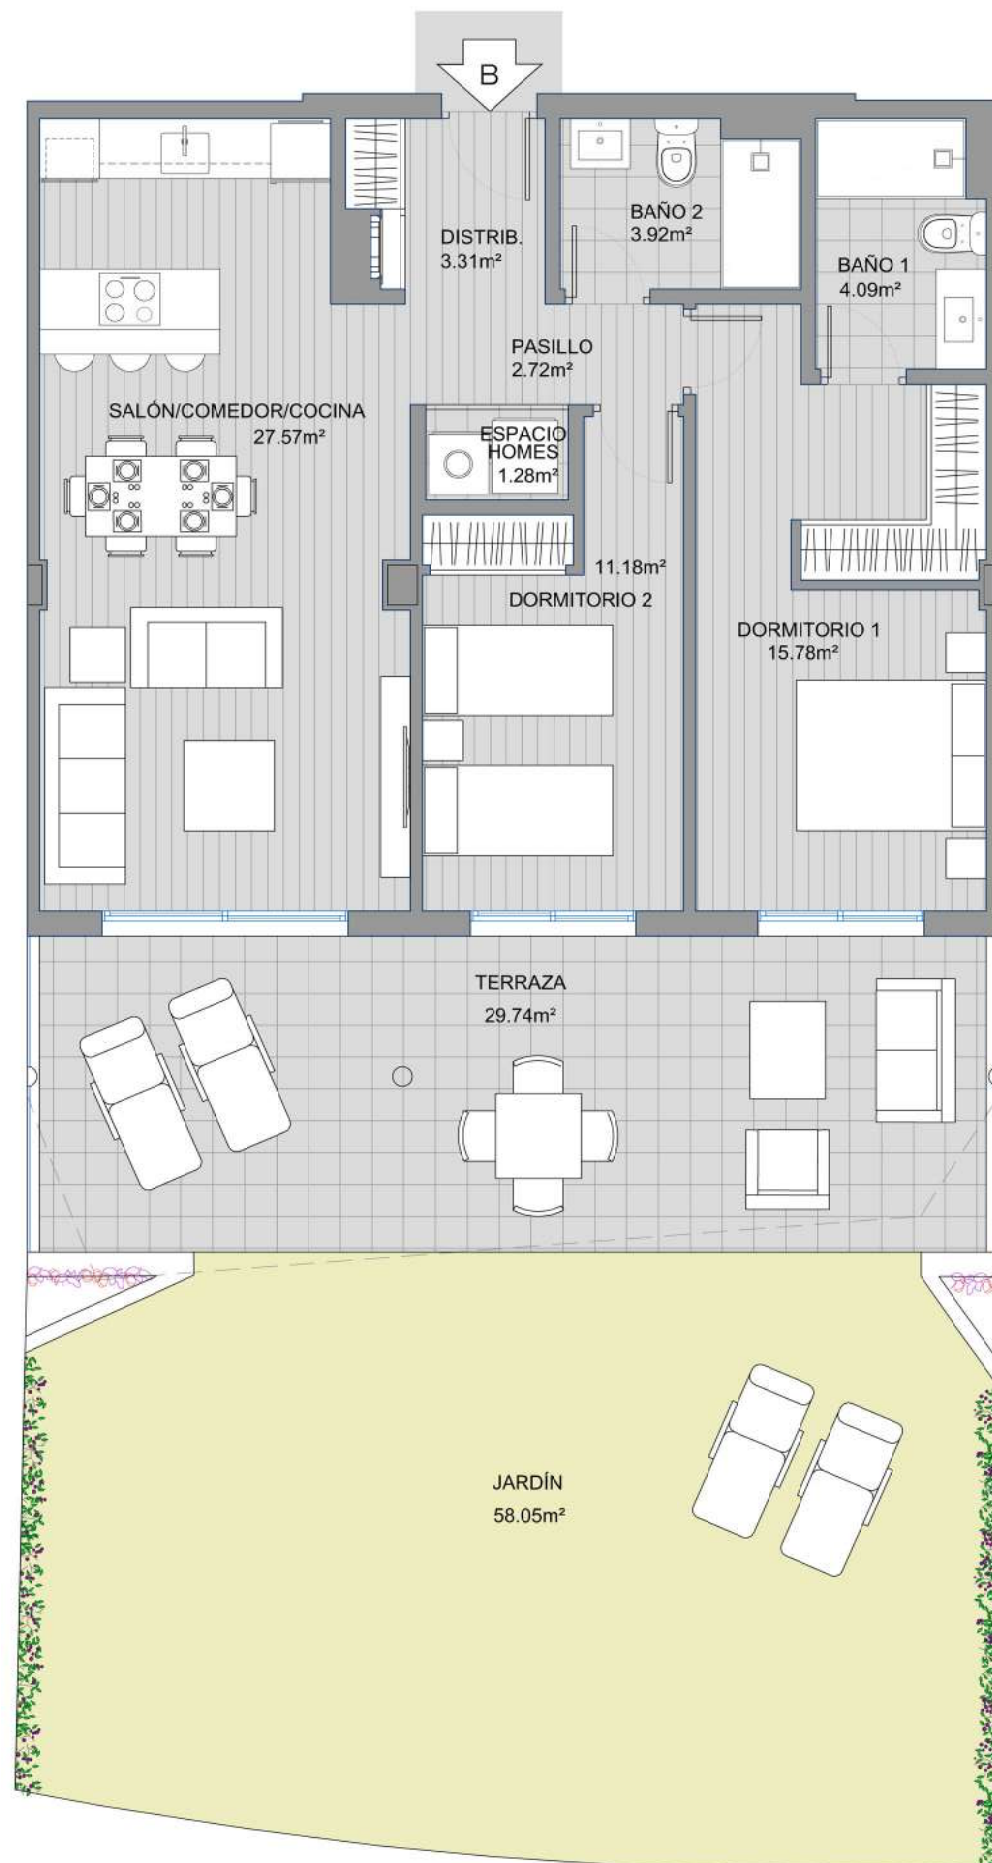 B
DISTRIB.
3.31m²
BAÑO 2
3.92m²
BAÑO 1
4.09m²
PASILLO
2.72m²
SALÓN/COMEDOR/COCINA
27.57m²
ESPACIO
HOMES
1.28m²
11.18m²
DORMITORIO 2
DORMITORIO 1
15.78m²
TERRAZA
29.74m²
JARDÍN
58.05m²